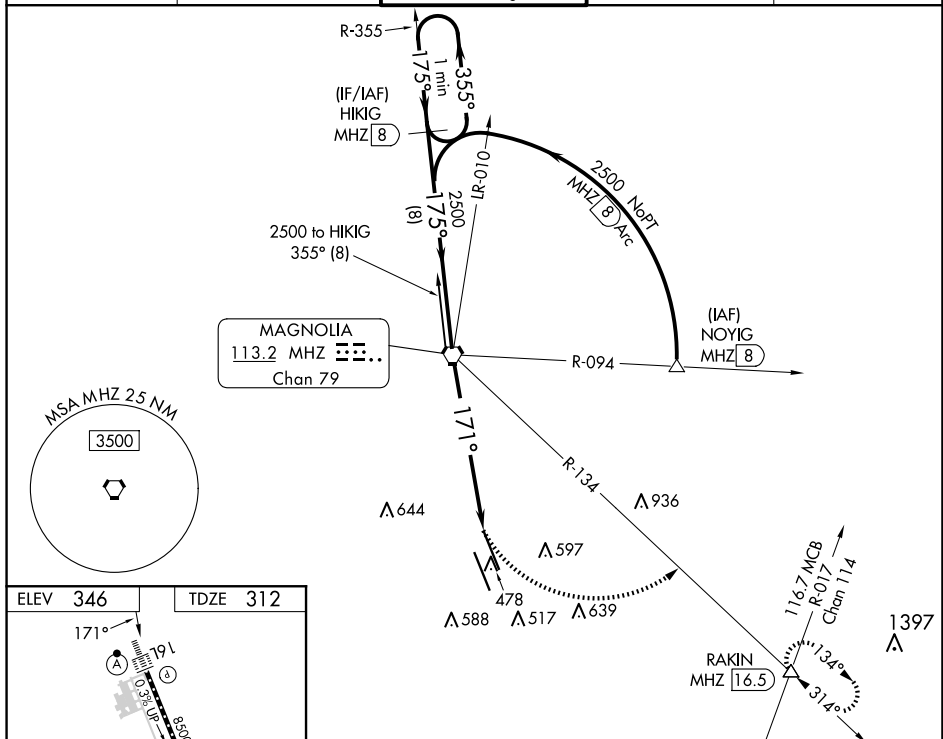 R-355
175°
1 min
355°
(IF/IAF)
HIKIG
MHZ 8
LR-010
2500 NoPT
MHZ 8 Arc
2500
175°
(8)
2500 to HIKIG
355° (8)
MAGNOLIA
113.2 MHZ
Chan 79
(IAF)
NOYIG
MHZ 8
R-094
MSA MHZ 25 NM
3500
171°
R-134
644
936
597
478
588
517
639
116.7 MCB
R-017
Chan 114
1397
RAKIN
MHZ 16.5
134°
314°
ELEV 346
TDZE 312
171°
A
16L
P
0.3% UP
8500